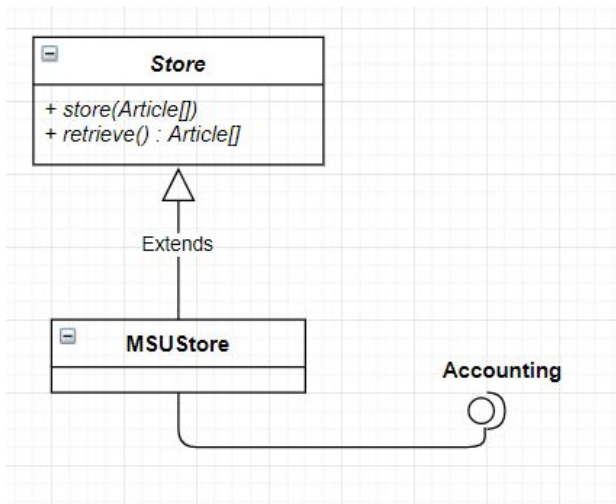 Store
+ store(Article[])
+ retrieve() : Article[]
Extends
MSUStore
Accounting